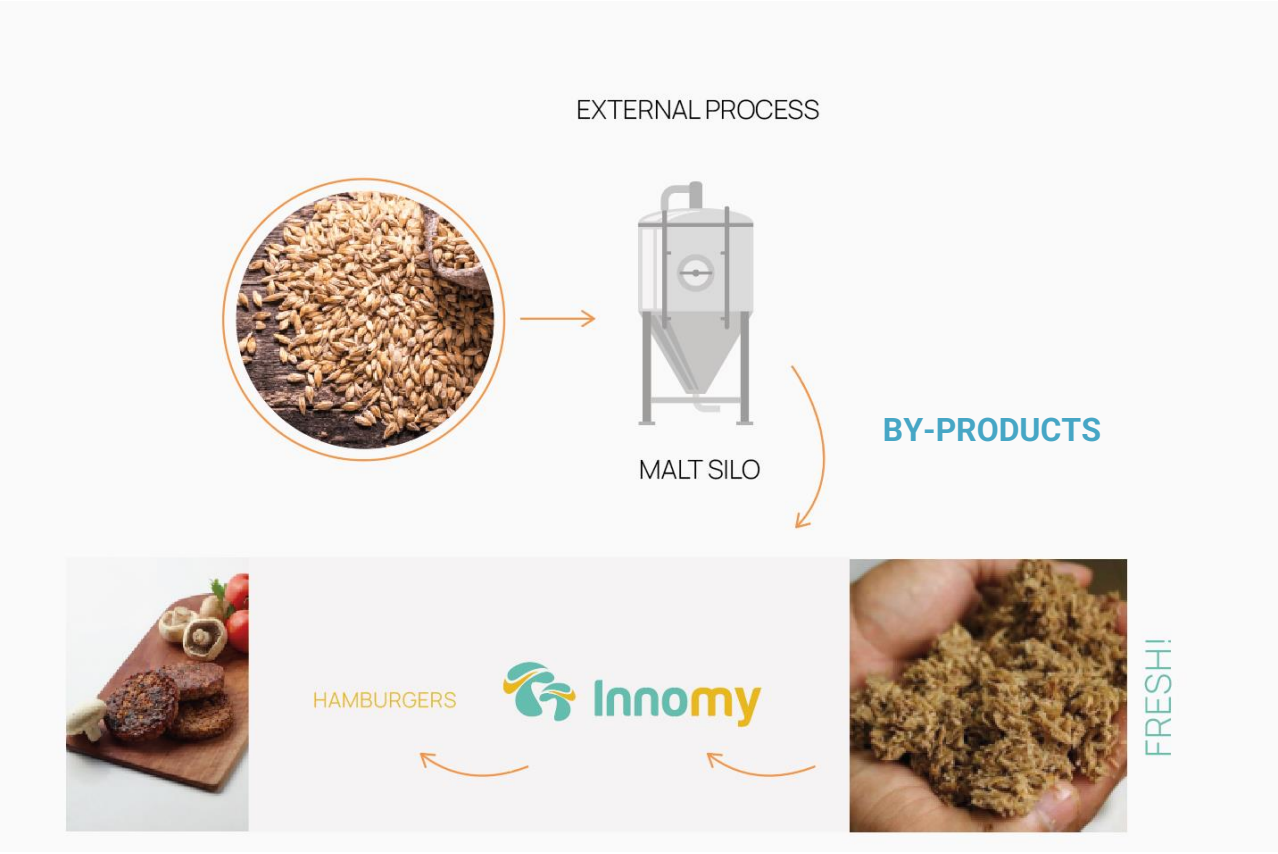 EXTERNAL PROCESS
BY-PRODUCTS
MALT SILO
FRESH!
HAMBURGERS
Innomy